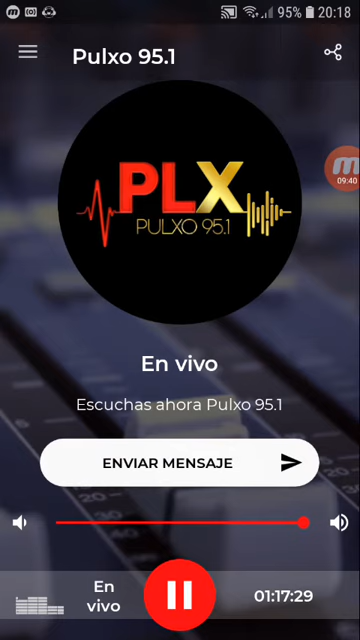 95% 20:18
Pulxo 95.1
09:40
PLX
PULXO 95.1
En vivo
Escuchas ahora Pulxo 95.1
ENVIAR MENSAJE
En
vivo
01:17:29